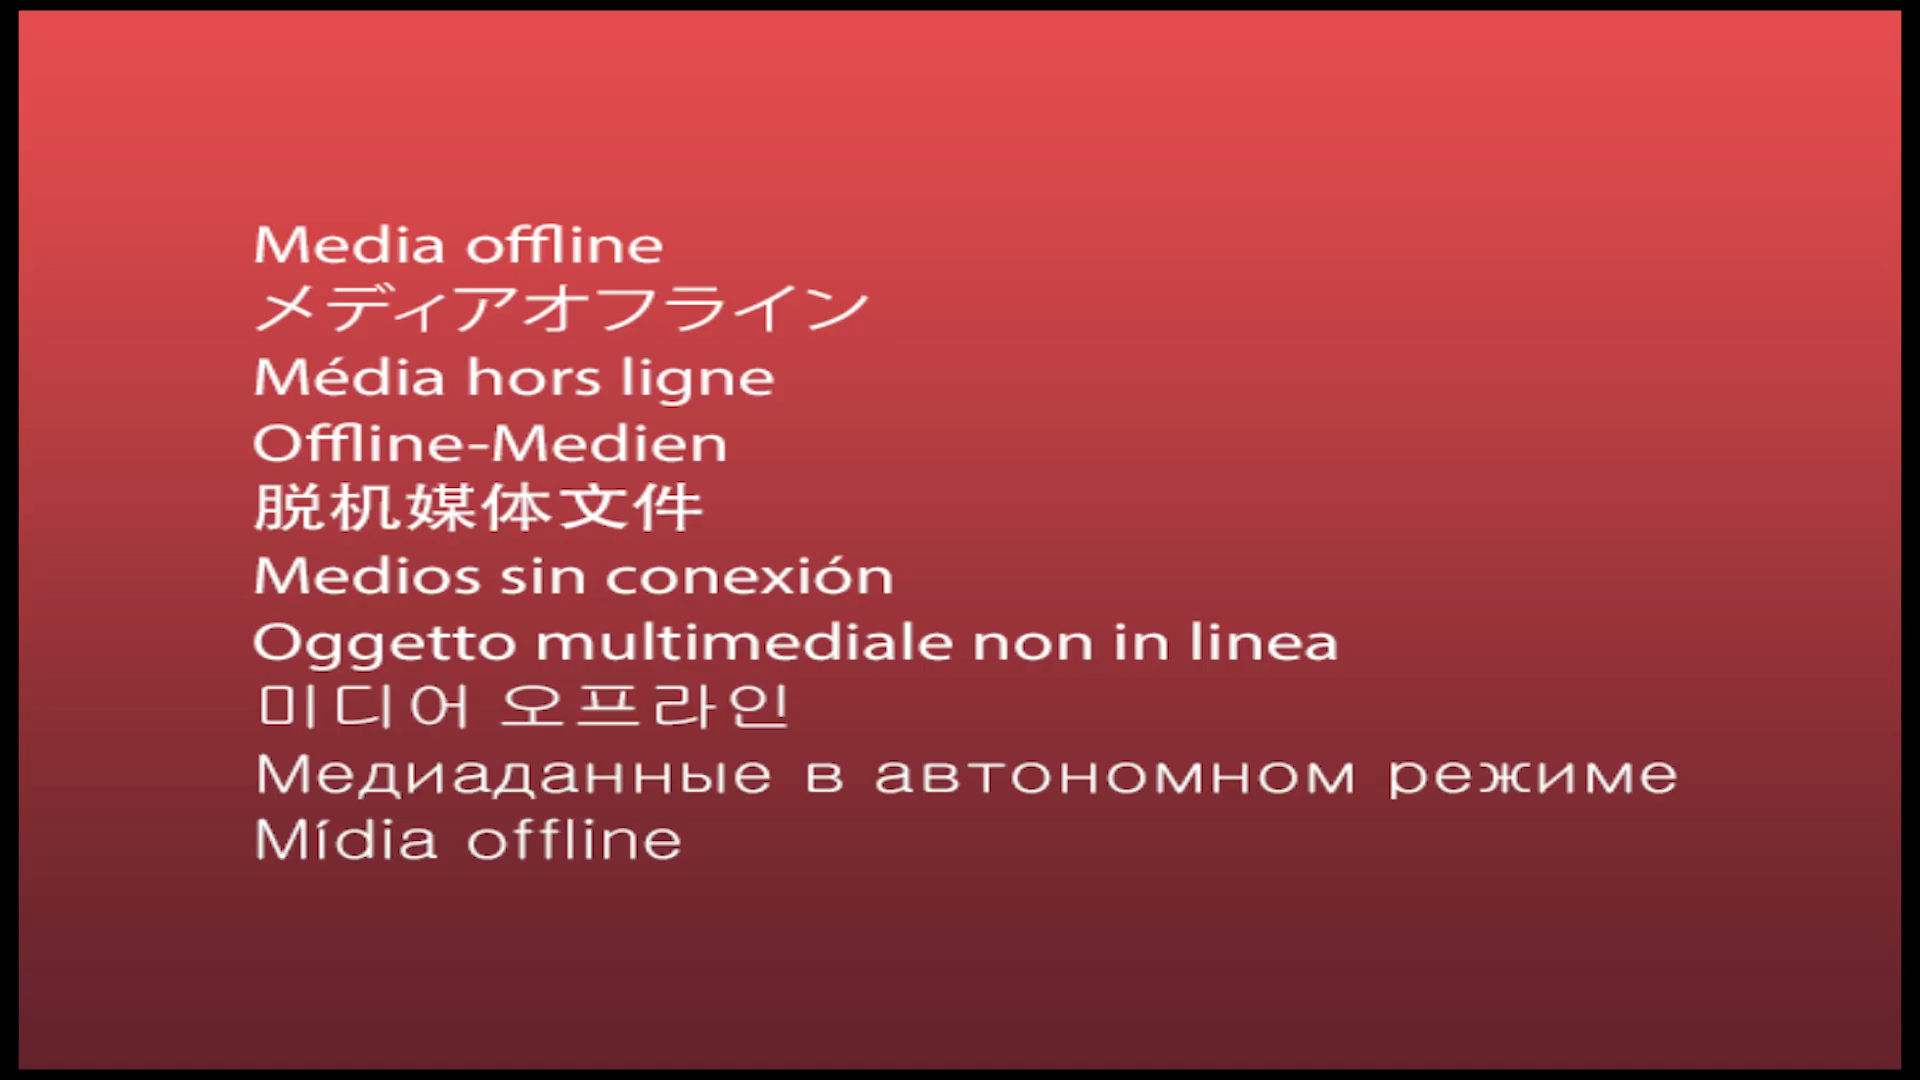 Media offline
メディアオフライン
Média hors ligne
Offline-Medien
脱机媒体文件
Medios sin conexión
Oggetto multimediale non in linea
미디어 오프라인
Медиаданные в автономном режиме
Mídia offline